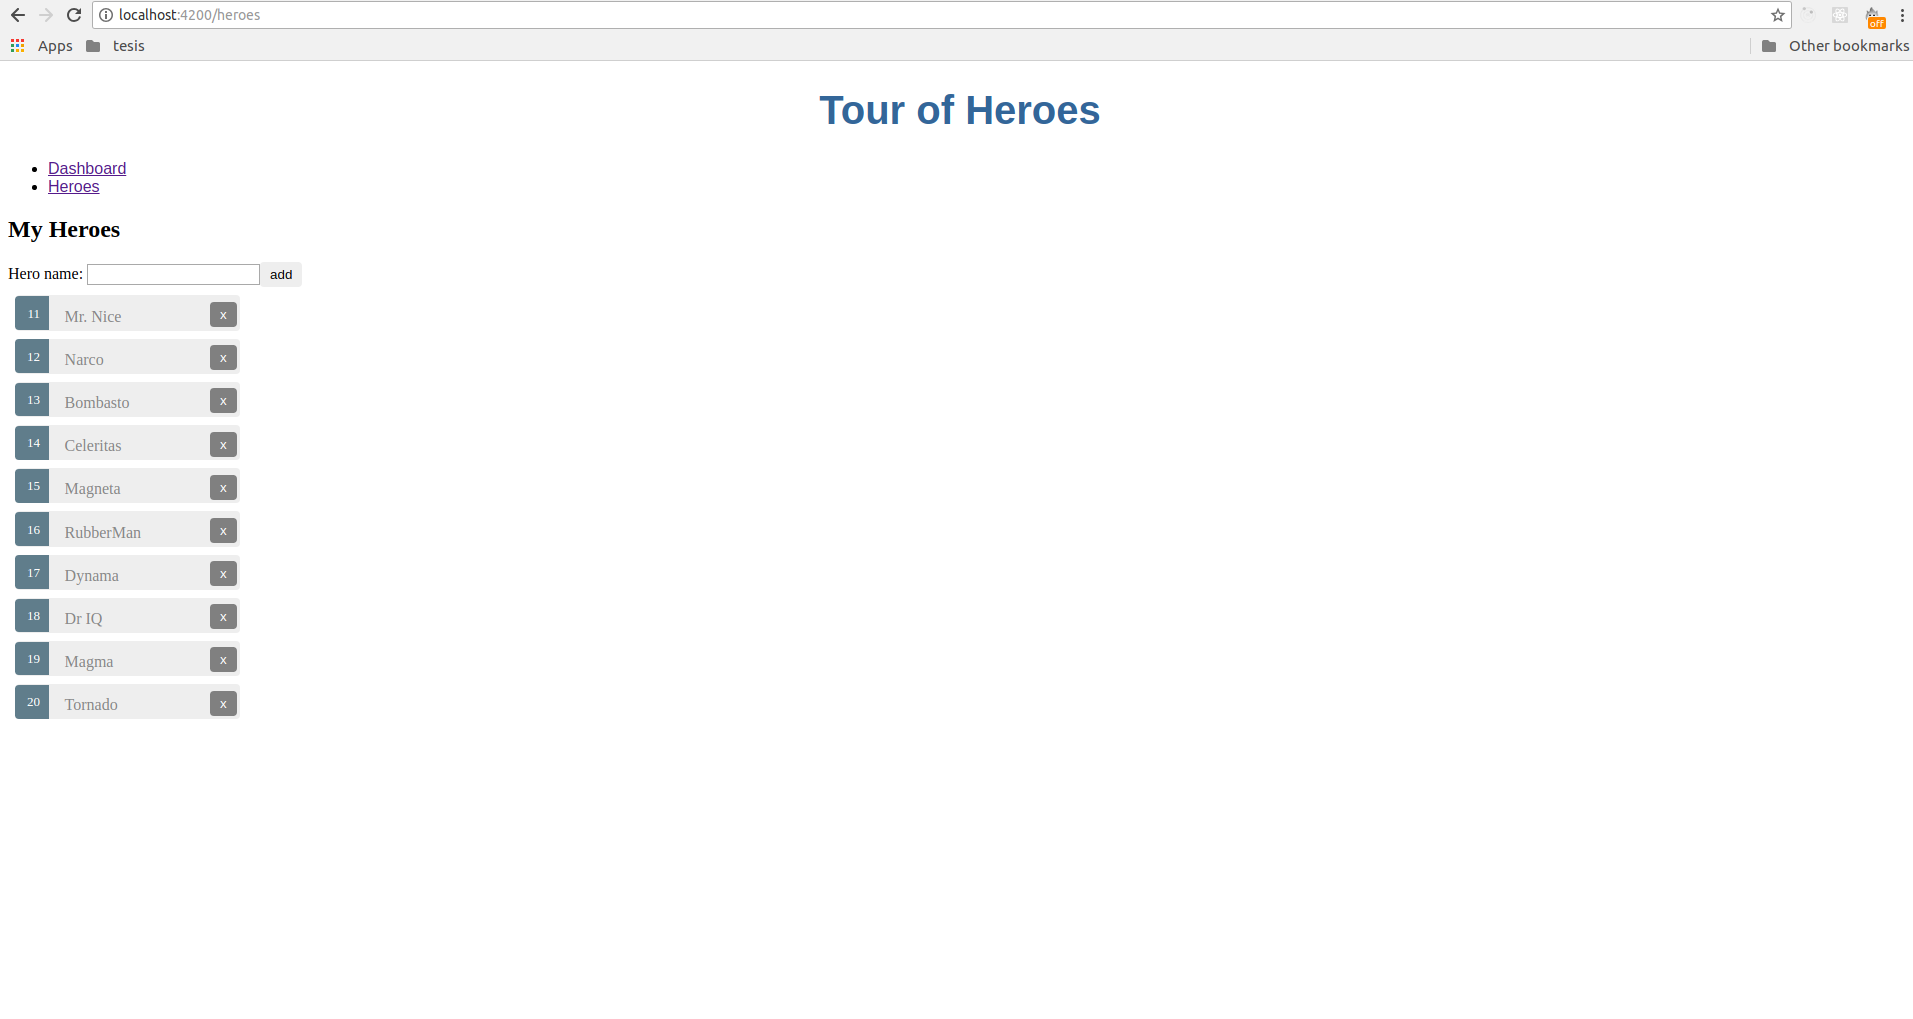 localhost:4200/heroes
off
Apps tesis Other bookmarks
Tour of Heroes
Dashboard
Heroes
My Heroes
Hero name: add
11 Mr. Nice x
12 Narco x
13 Bombasto x
14 Celeritas x
15 Magneta x
16 RubberMan x
17 Dynama x
18 Dr IQ x
19 Magma x
20 Tornado x